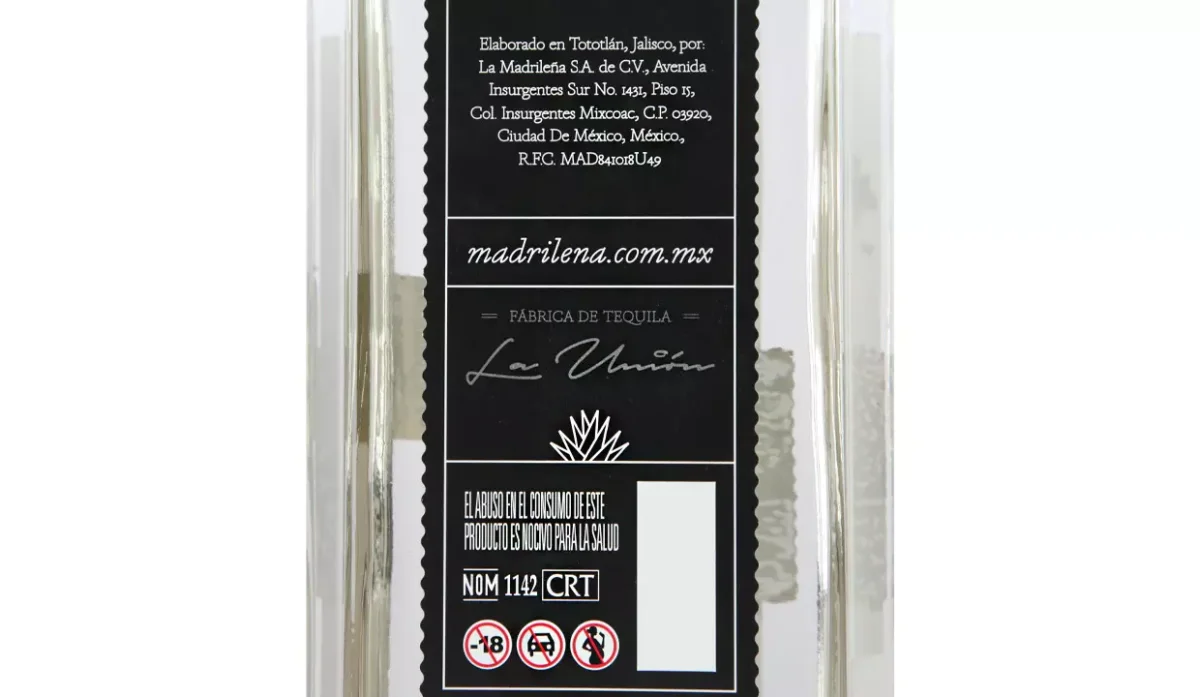 Elaborado en Tototlán, Jalisco, por:
La Madrileña S.A. de C.V., Avenida
Insurgentes Sur No. 1431, Piso 15,
Col. Insurgentes Mixcoac, C.P. 03920,
Ciudad De México, México.,
R.F.C. MAD841018U49
madrilena.com.mx
FÁBRICA DE TEQUILA
La Unión
EL ABUSO EN EL CONSUMO DE ESTE
PRODUCTO ES NOCIVO PARA LA SALUD
NOM 1142 CRT
-18